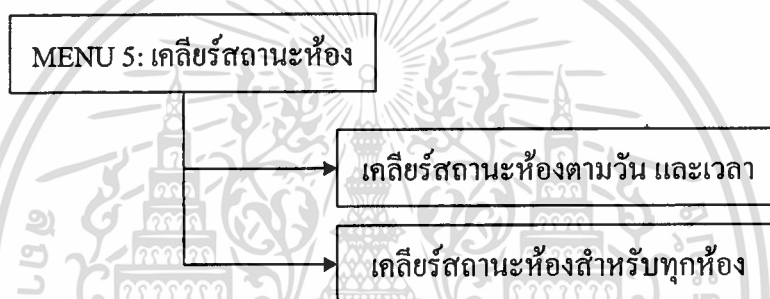 MENU 5: เคลียร์สถานะห้อง
เคลียร์สถานะห้องตามวัน และเวลา
เคลียร์สถานะห้องสำหรับทุกห้อง